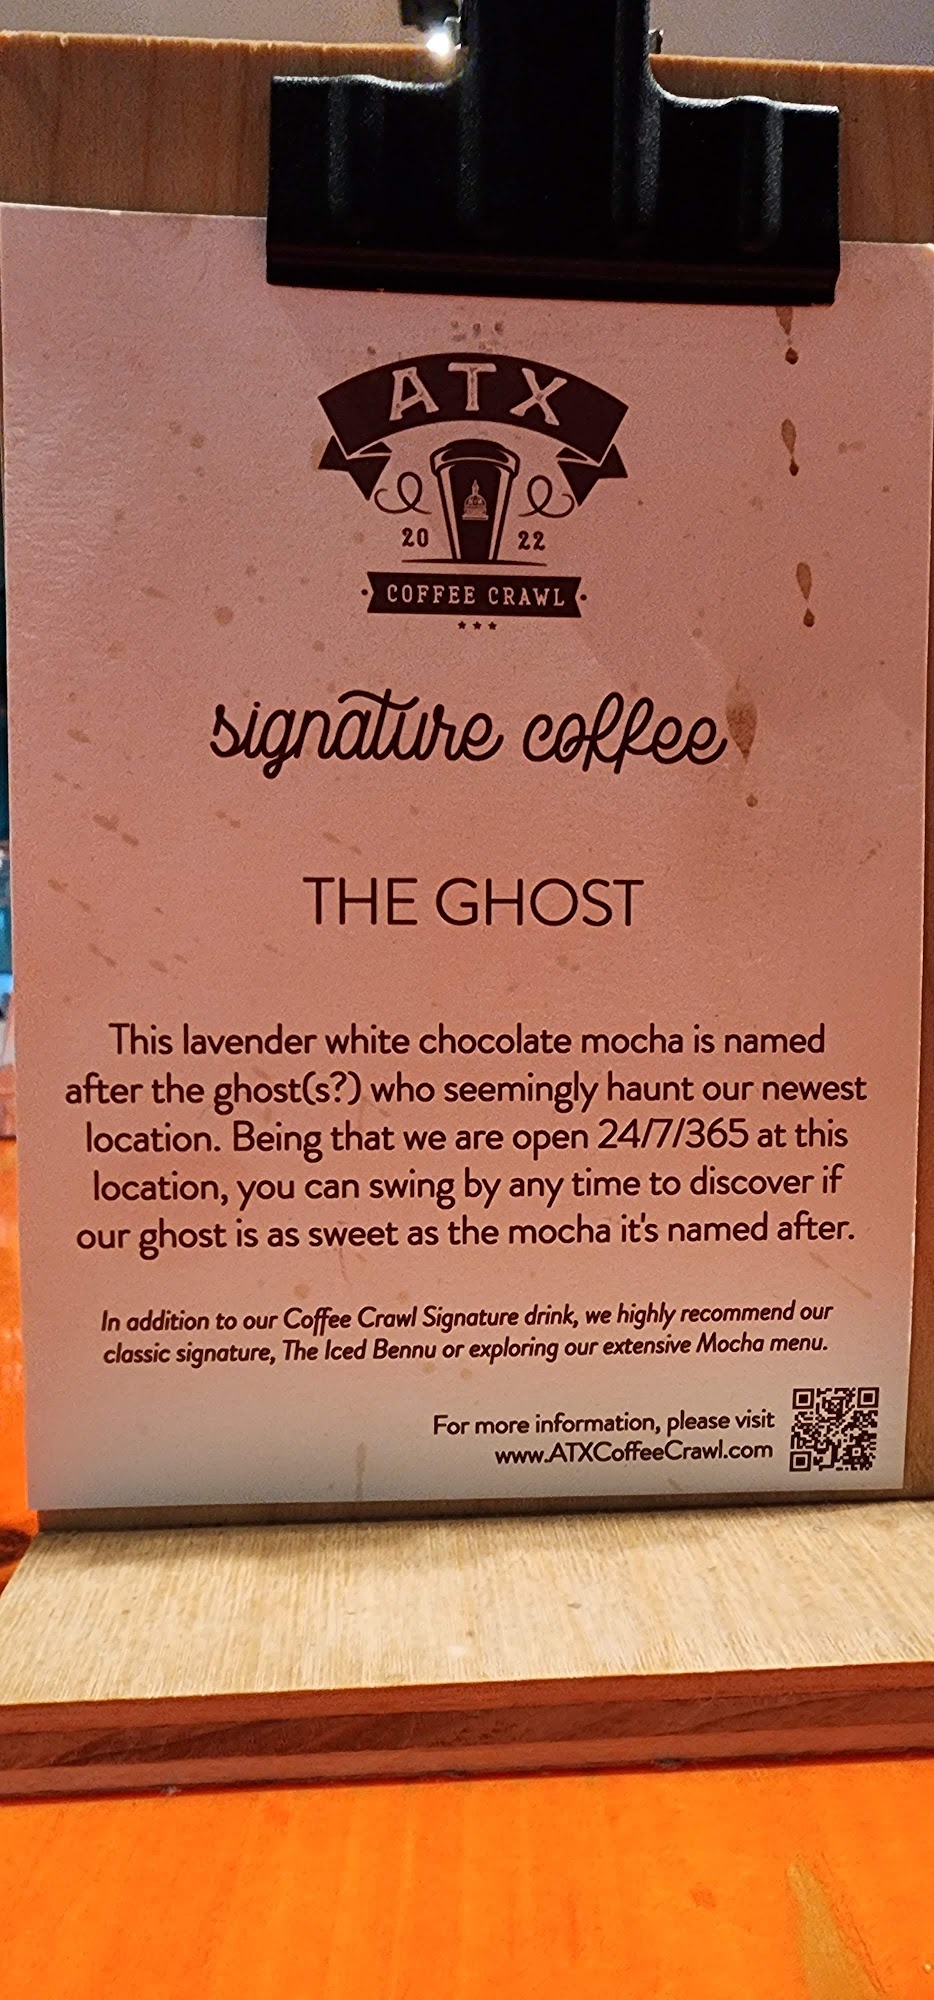 ATX
20 22
COFFEE CRAWL
signature coffee
THE GHOST
This lavender white chocolate mocha is named
after the ghost(s?) who seemingly haunt our newest
location. Being that we are open 24/7/365 at this
location, you can swing by any time to discover if
our ghost is as sweet as the mocha it's named after.
In addition to our Coffee Crawl Signature drink, we highly recommend our
classic signature, The Iced Bennu or exploring our extensive Mocha menu.
For more information, please visit
www.ATXCoffeeCrawl.com